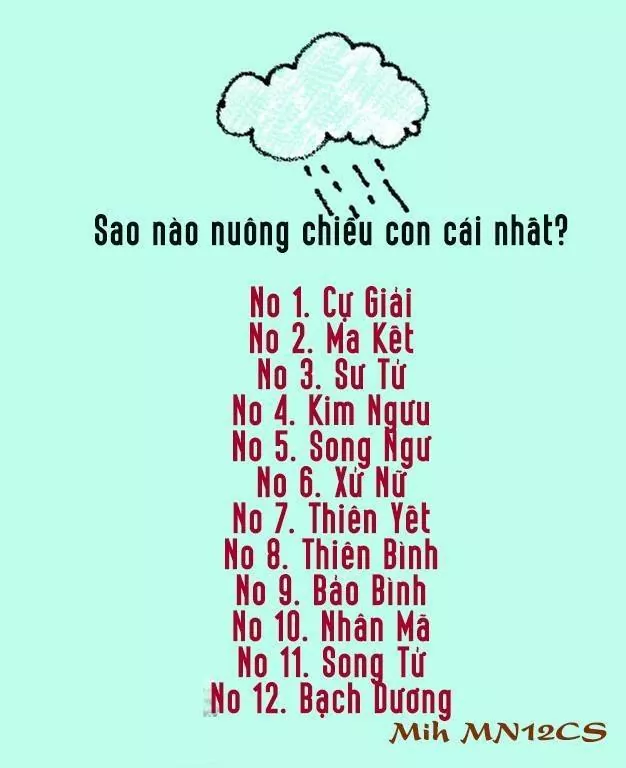 Sao nào nuông chiều con cái nhất?
No 1. Cự Giải
No 2. Ma Kết
No 3. Sư Tử
No 4. Kim Ngưu
No 5. Song Ngư
No 6. Xử Nữ
No 7. Thiên Yết
No 8. Thiên Bình
No 9. Bảo Bình
No 10. Nhân Mã
No 11. Song Tử
No 12. Bạch Dương
Mih MN12CS